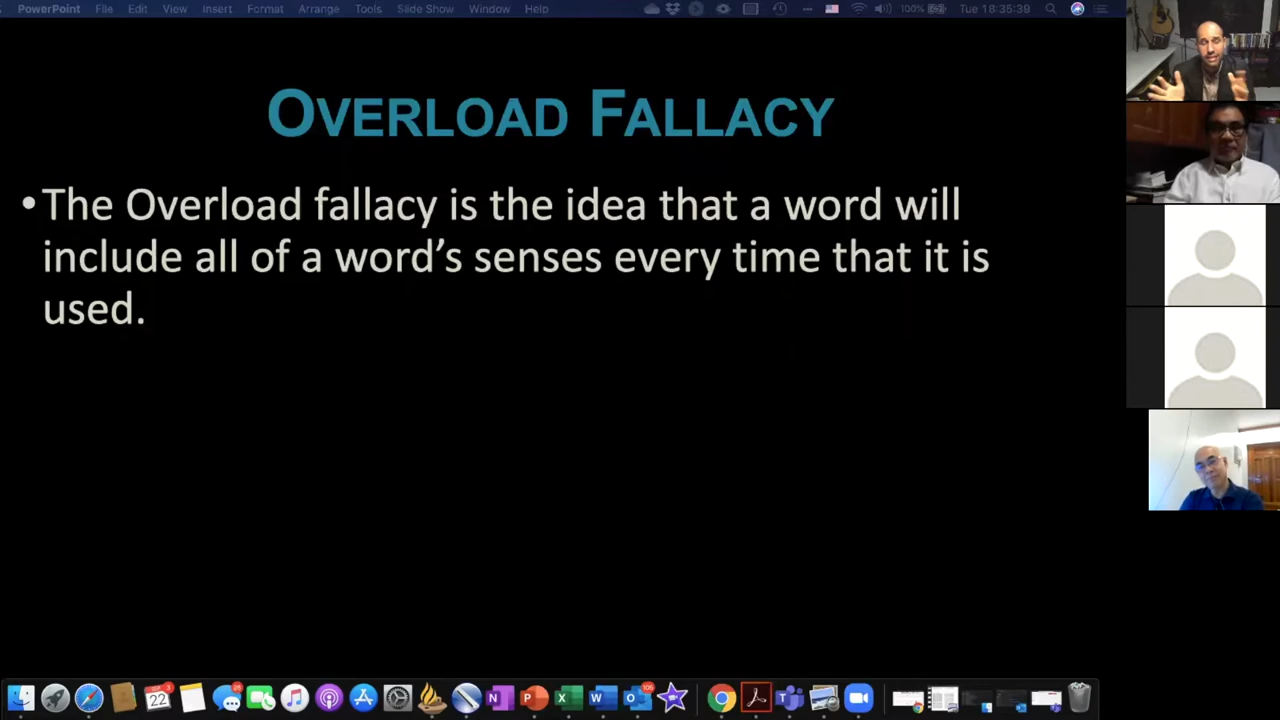 PowerPoint File Edit View Insert Format Arrange Tools Slide Show Window Help 100% Tue 18:35:39
OVERLOAD FALLACY
•The Overload fallacy is the idea that a word will
include all of a word’s senses every time that it is
used.
22